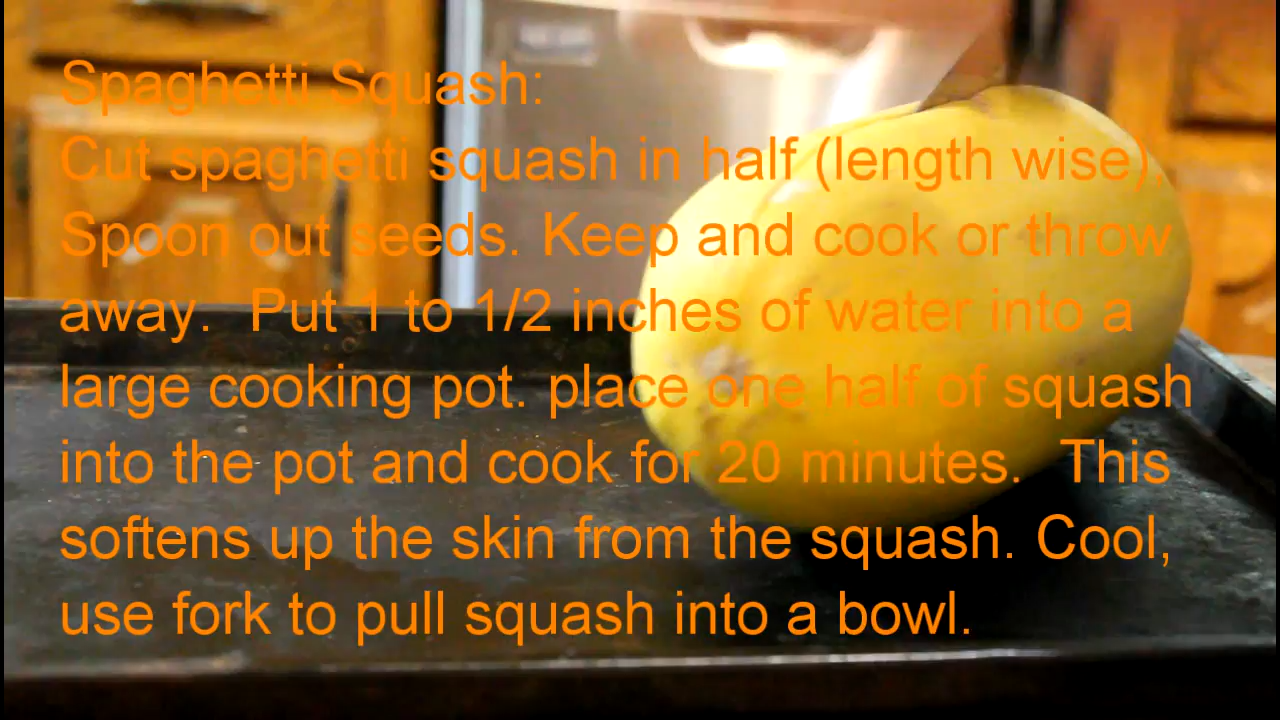 Spaghetti Squash:
Cut spaghetti squash in half (length wise),
Spoon out seeds. Keep and cook or throw
away.  Put 1 to 1/2 inches of water into a
large cooking pot. place one half of squash
into the pot and cook for 20 minutes.  This
softens up the skin from the squash. Cool,
use fork to pull squash into a bowl.